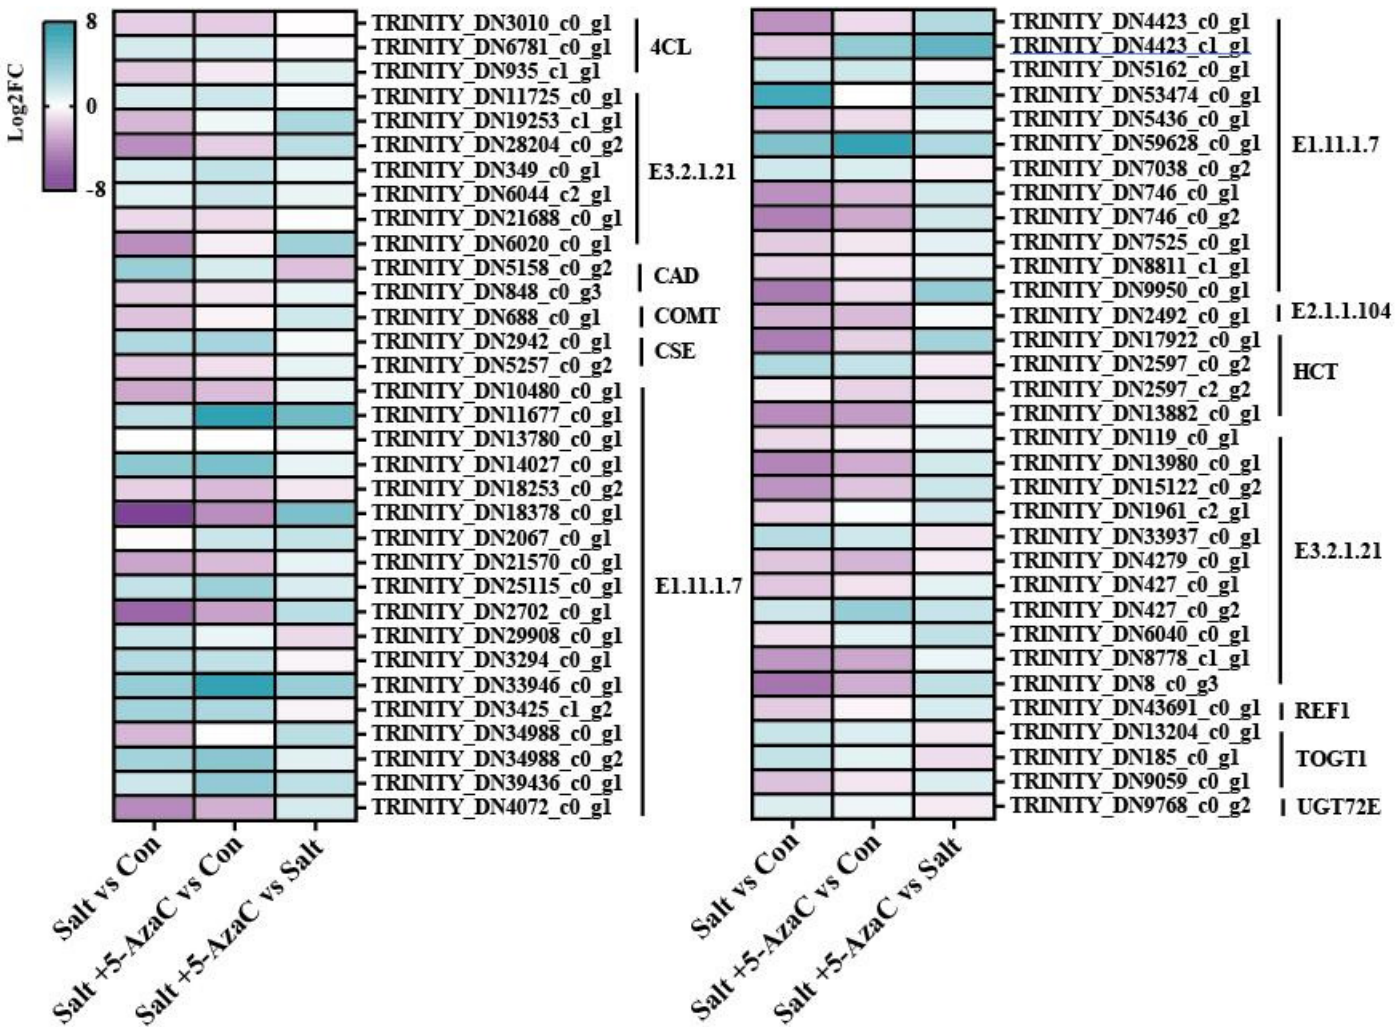 Log2FC
8
0
-8
TRINITY_DN3010_c0_g1
TRINITY_DN6781_c0_g1
TRINITY_DN935_c1_g1
4CL
TRINITY_DN11725_c0_g1
TRINITY_DN19253_c1_g1
TRINITY_DN28204_c0_g2
TRINITY_DN349_c0_g1
TRINITY_DN6044_c2_g1
TRINITY_DN21688_c0_g1
TRINITY_DN6020_c0_g1
E3.2.1.21
TRINITY_DN5158_c0_g2
TRINITY_DN848_c0_g3
CAD
TRINITY_DN688_c0_g1
COMT
TRINITY_DN2942_c0_g1
TRINITY_DN5257_c0_g2
CSE
TRINITY_DN10480_c0_g1
TRINITY_DN11677_c0_g1
TRINITY_DN13780_c0_g1
TRINITY_DN14027_c0_g1
TRINITY_DN18253_c0_g2
TRINITY_DN18378_c0_g1
TRINITY_DN2067_c0_g1
TRINITY_DN21570_c0_g1
TRINITY_DN25115_c0_g1
TRINITY_DN2702_c0_g1
TRINITY_DN29908_c0_g1
TRINITY_DN3294_c0_g1
TRINITY_DN33946_c0_g1
TRINITY_DN3425_c1_g2
TRINITY_DN34988_c0_g1
TRINITY_DN34988_c0_g2
TRINITY_DN39436_c0_g1
TRINITY_DN4072_c0_g1
E1.11.1.7
Salt vs Con
Salt +5-AzaC vs Con
Salt +5-AzaC vs Salt
TRINITY_DN4423_c0_g1
TRINITY_DN4423_c1_g1
TRINITY_DN5162_c0_g1
TRINITY_DN53474_c0_g1
TRINITY_DN5436_c0_g1
TRINITY_DN59628_c0_g1
TRINITY_DN7038_c0_g2
TRINITY_DN746_c0_g1
TRINITY_DN746_c0_g2
TRINITY_DN7525_c0_g1
TRINITY_DN8811_c1_g1
TRINITY_DN9950_c0_g1
E1.11.1.7
TRINITY_DN2492_c0_g1
E2.1.1.104
TRINITY_DN17922_c0_g1
TRINITY_DN2597_c0_g2
TRINITY_DN2597_c2_g2
TRINITY_DN13882_c0_g1
HCT
TRINITY_DN119_c0_g1
TRINITY_DN13980_c0_g1
TRINITY_DN15122_c0_g2
TRINITY_DN1961_c2_g1
TRINITY_DN33937_c0_g1
TRINITY_DN4279_c0_g1
TRINITY_DN427_c0_g1
TRINITY_DN427_c0_g2
TRINITY_DN6040_c0_g1
TRINITY_DN8778_c1_g1
TRINITY_DN8_c0_g3
E3.2.1.21
TRINITY_DN43691_c0_g1
REF1
TRINITY_DN13204_c0_g1
TRINITY_DN185_c0_g1
TRINITY_DN9059_c0_g1
TOGT1
TRINITY_DN9768_c0_g2
UGT72E
Salt vs Con
Salt +5-AzaC vs Con
Salt +5-AzaC vs Salt